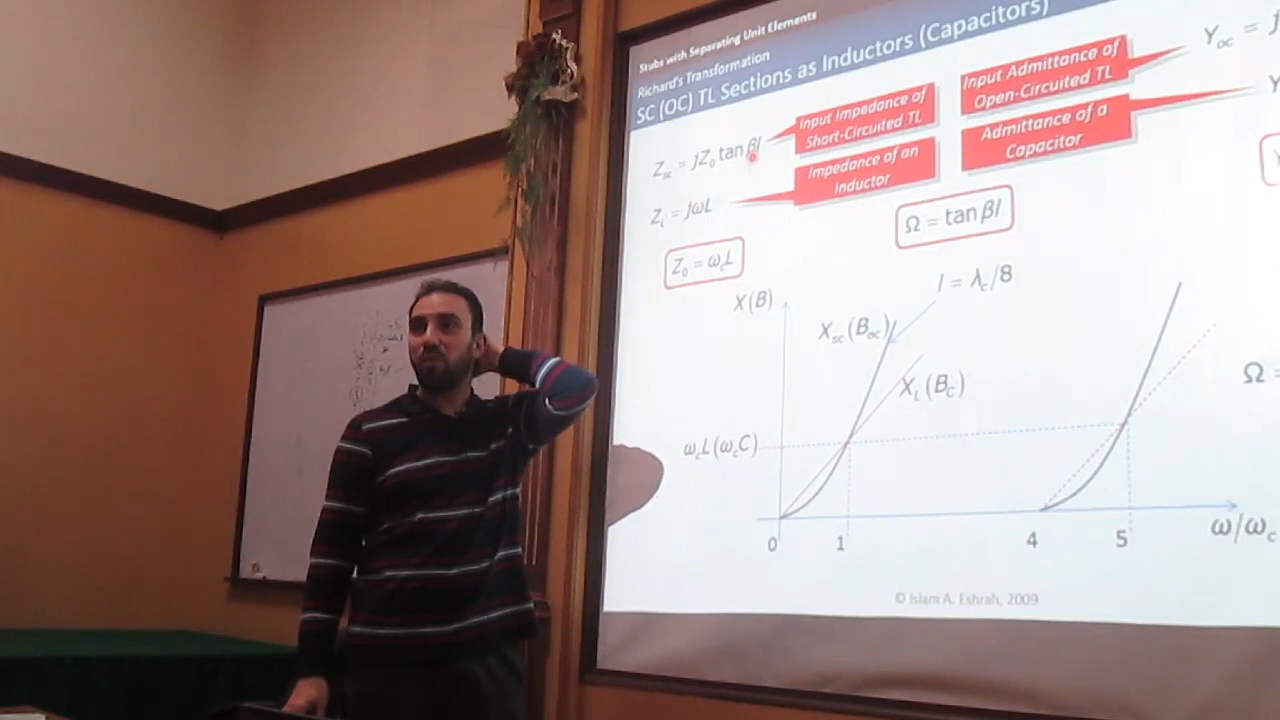 Stubs with Separating Unit Elements
Richard's Transformation
SC (OC) TL Sections as Inductors (Capacitors)
Z_sc = jZ_0 tan βl
Input Impedance of
Short-Circuited TL
Input Admittance of
Open-Circuited TL
Y_oc = j
Z_L = jωL
Impedance of an
Inductor
Admittance of a
Capacitor
Y
Z_0 = ω_cL
Ω = tan βl
X(B)
l = λ_c/8
X_sc(B_oc)
X_L(B_C)
Ω =
ω_cL(ω_cC)
0
1
4
5
ω/ω_c
© Islam A. Eshrah, 2009